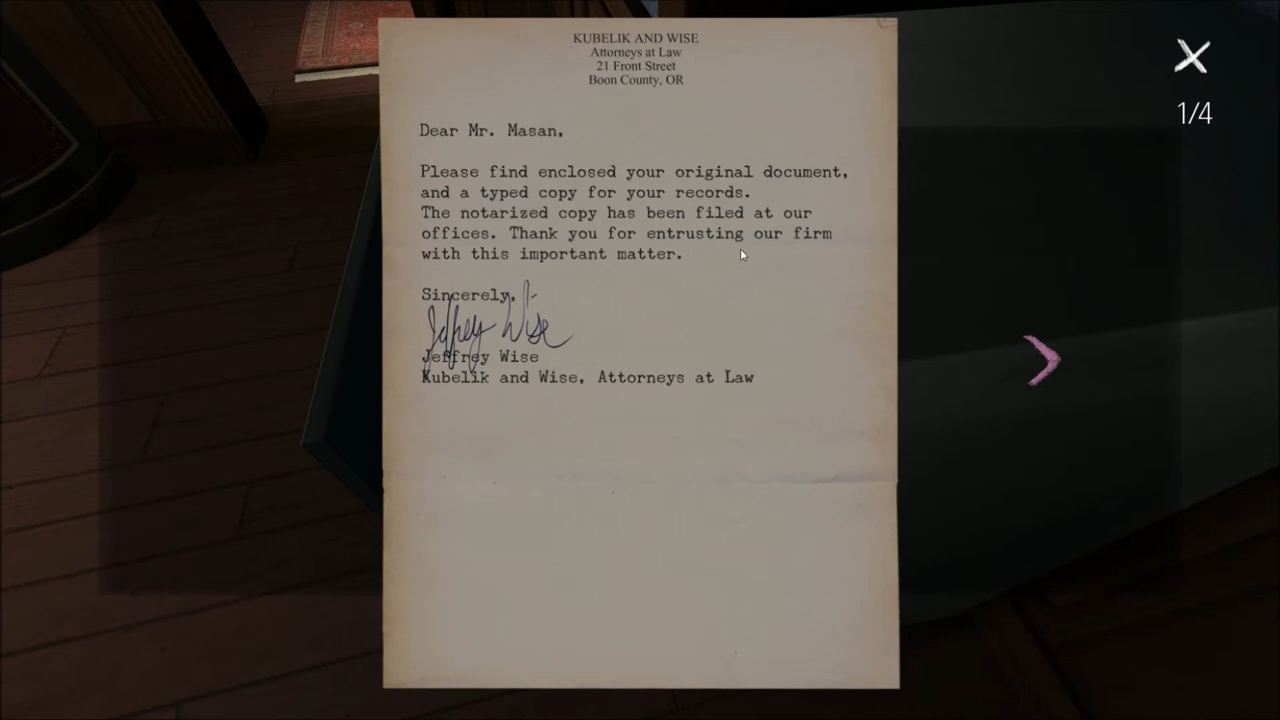 KUBELIK AND WISE
Attorneys at Law
21 Front Street
Boon County, OR
1/4
Dear Mr. Masan,
Please find enclosed your original document,
and a typed copy for your records.
The notarized copy has been filed at our
offices. Thank you for entrusting our firm
with this important matter.
Sincerely,
Jeffrey Wise
Jeffrey Wise
Kubelik and Wise, Attorneys at Law